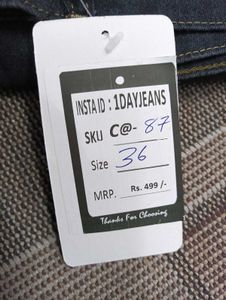 INSTA ID : 1DAYJEANS
SKU C@- 87
Size 36
MRP. Rs. 499 /-
Thanks For Choosing